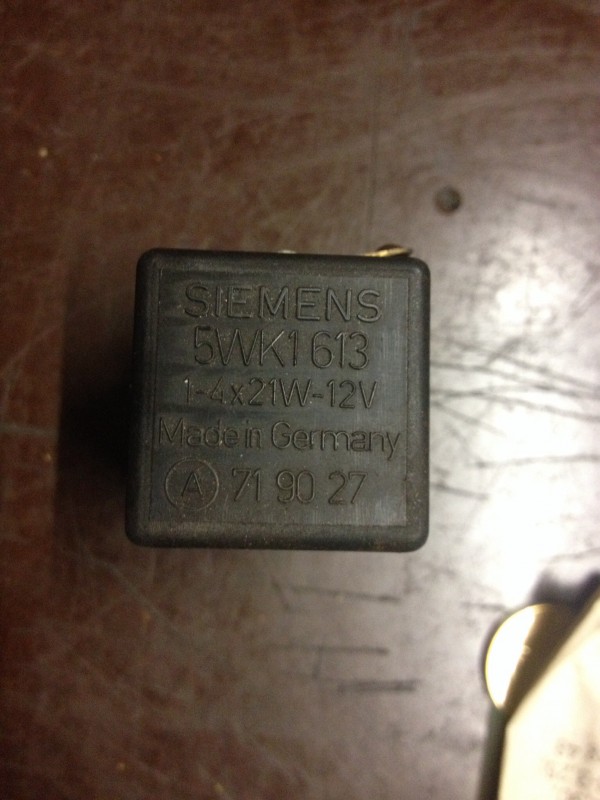 SIEMENS
5WK1 613
1-4x21W-12V
Made in Germany
A 71 90 27